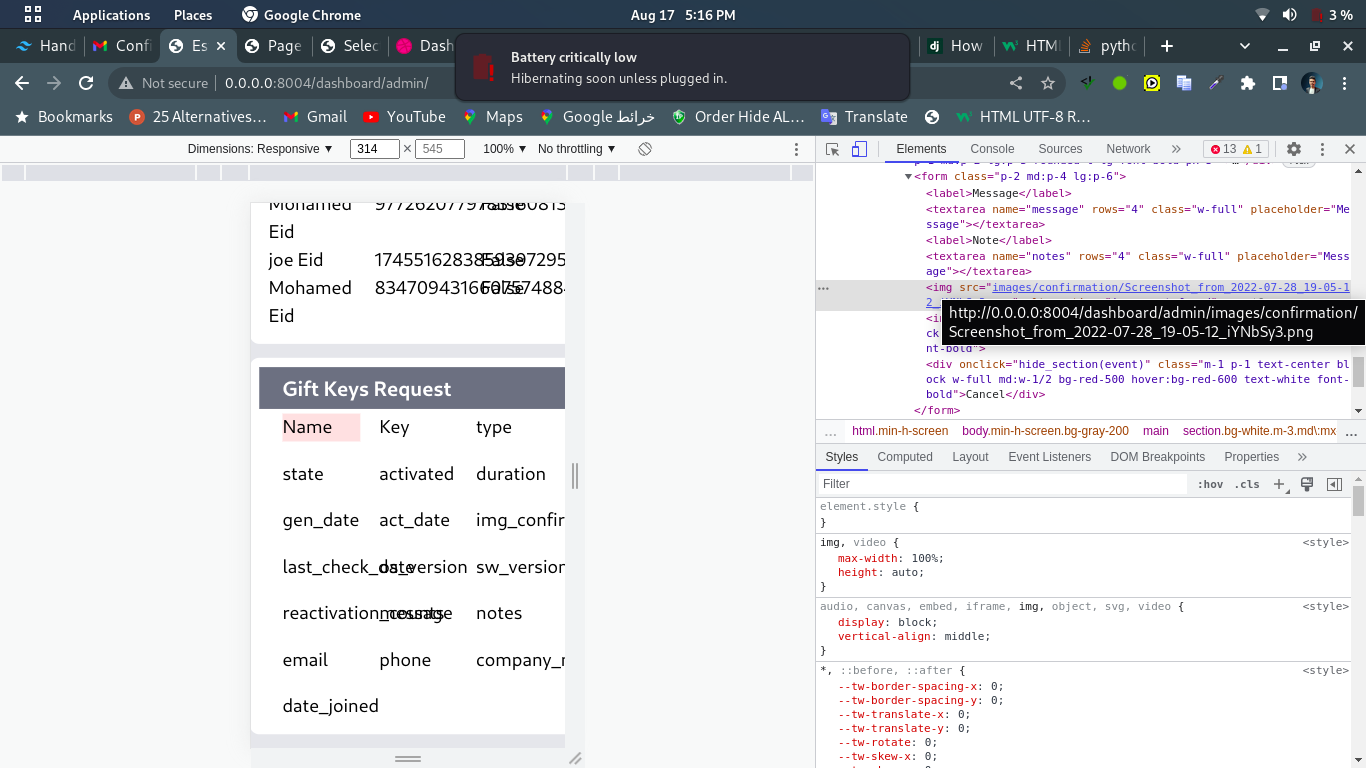 Applications Places Google Chrome Aug 17 5:16 PM 3 %
Hand Confi Es Page Selec Dash How HTM pytho
Battery critically low
Hibernating soon unless plugged in.
Not secure 0.0.0.0:8004/dashboard/admin/
Bookmarks 25 Alternatives... Gmail YouTube Maps Google خرائط Order Hide AL... Translate HTML UTF-8 R...
Dimensions: Responsive 314 × 545 100% No throttling
Elements Console Sources Network » 13 1
Mohamed
Eid
joe Eid
Mohamed
Eid
Gift Keys Request
Name Key type
state activated duration
gen_date act_date img_confir
last_check_date os_version sw_version
reactivation_counts message notes
email phone company_n
date_joined
<form class="p-2 md:p-4 lg:p-6">
<label>Message</label>
<textarea name="message" rows="4" class="w-full" placeholder="Me
ssage"></textarea>
<label>Note</label>
<textarea name="notes" rows="4" class="w-full" placeholder="Mess
age"></textarea>
<img src="images/confirmation/Screenshot_from_2022-07-28_19-05-1
http://0.0.0.0:8004/dashboard/admin/images/confirmation/
Screenshot_from_2022-07-28_19-05-12_iYNbSy3.png
nt-bold">
<div onclick="hide_section(event)" class="m-1 p-1 text-center bl
ock w-full md:w-1/2 bg-red-500 hover:bg-red-600 text-white font-
bold">Cancel</div>
</form>
... html.min-h-screen body.min-h-screen.bg-gray-200 main section.bg-white.m-3.md\:mx ...
Styles Computed Layout Event Listeners DOM Breakpoints Properties »
Filter :hov .cls +
element.style {
}
img, video { <style>
max-width: 100%;
height: auto;
}
audio, canvas, embed, iframe, img, object, svg, video { <style>
display: block;
vertical-align: middle;
}
*, ::before, ::after { <style>
--tw-border-spacing-x: 0;
--tw-border-spacing-y: 0;
--tw-translate-x: 0;
--tw-translate-y: 0;
--tw-rotate: 0;
--tw-skew-x: 0;